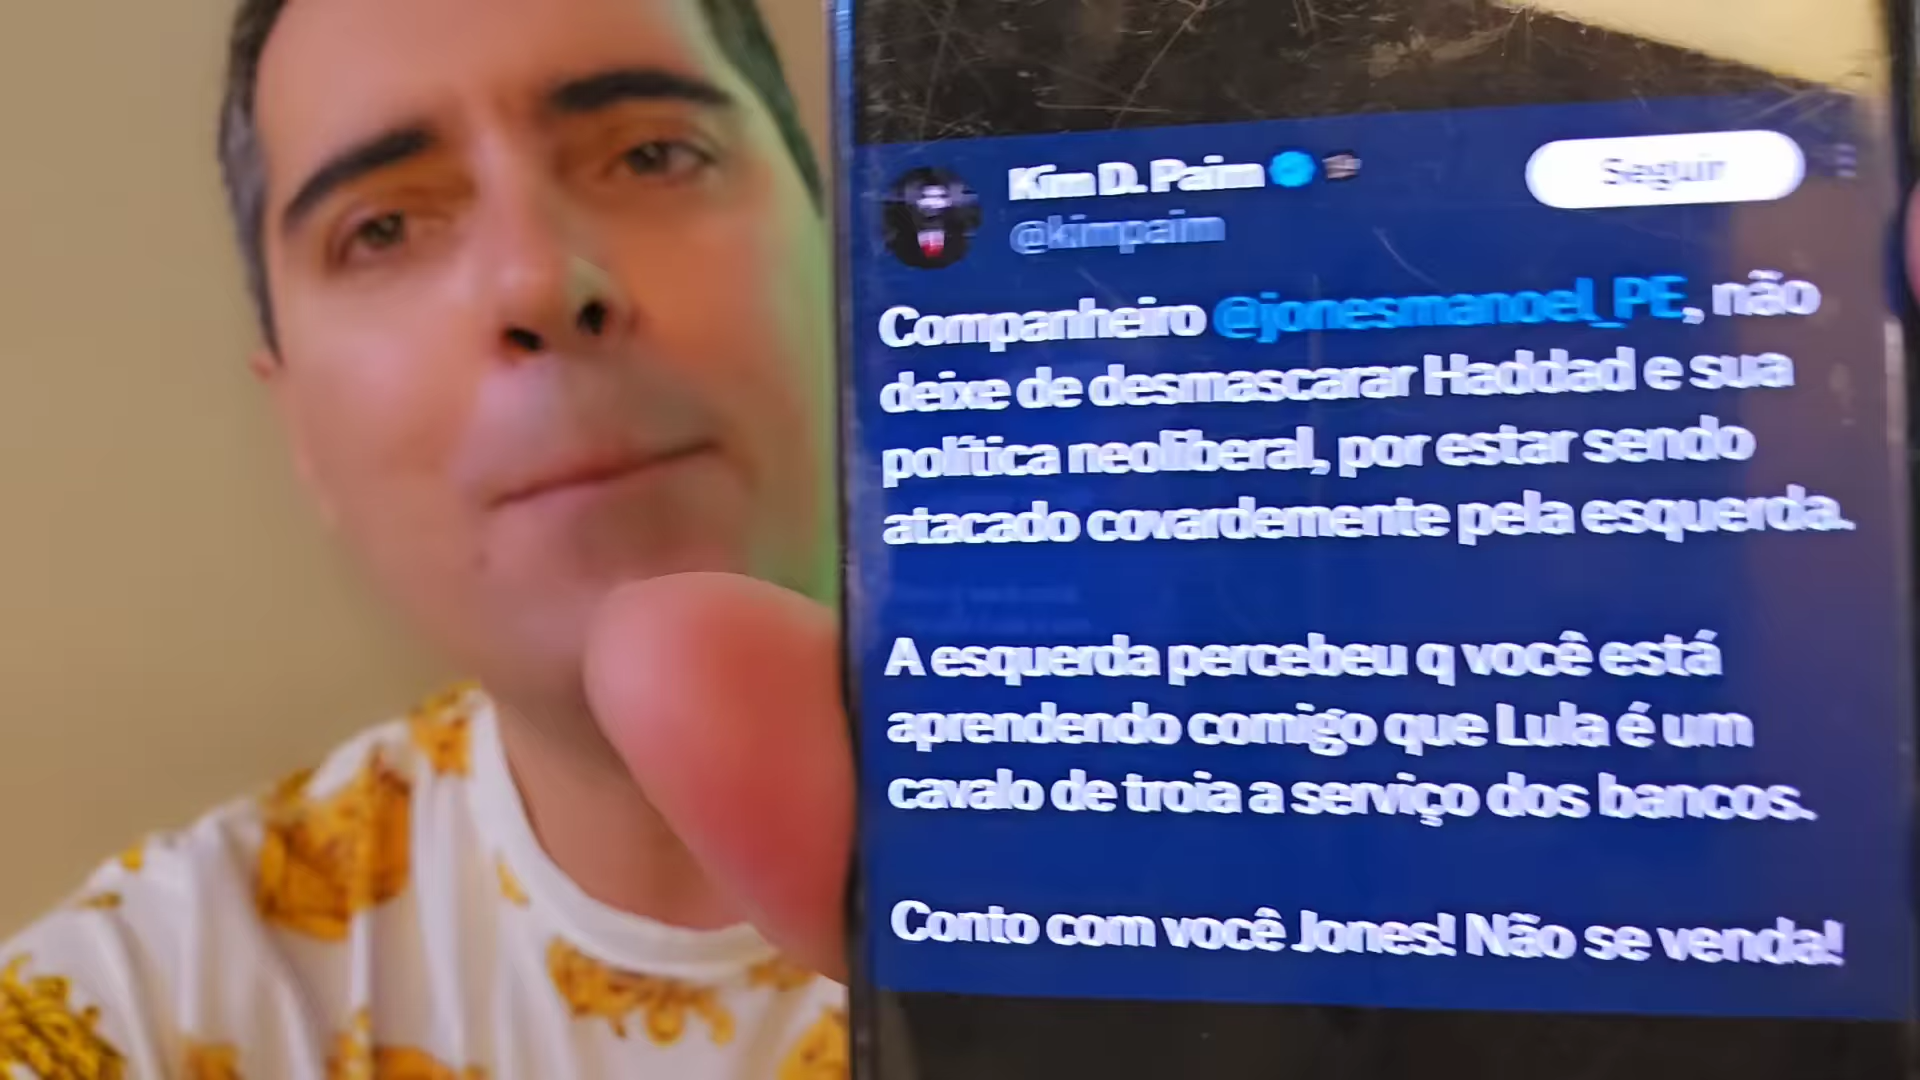 Kim D. Paim
Seguir
@kimpaim
Companheiro @jonesmanoel_PE, não
deixe de desmascarar Haddad e sua
política neoliberal, por estar sendo
atacado covardemente pela esquerda.
A esquerda percebeu q você está
aprendendo comigo que Lula é um
cavalo de troia a serviço dos bancos.
Conto com você Jones! Não se venda!